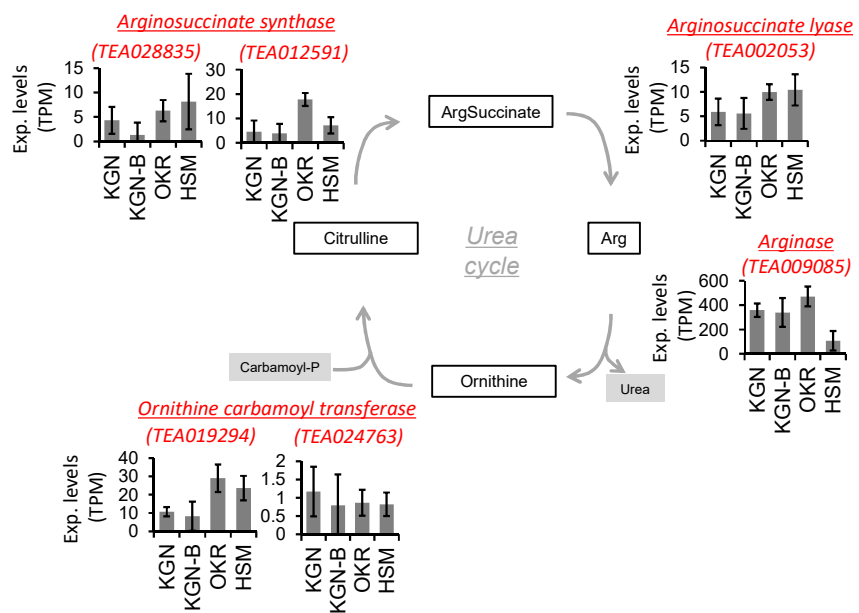 Arginosuccinate synthase
(TEA028835)
(TEA012591)
Exp. levels
(TPM)
15
10
5
0
KGN
KGN-B
OKR
HSM
30
20
10
0
KGN
KGN-B
OKR
HSM
ArgSuccinate
Arginosuccinate lyase
(TEA002053)
Exp. levels
(TPM)
15
10
5
0
KGN
KGN-B
OKR
HSM
Citrulline
Urea
cycle
Arg
Arginase
(TEA009085)
Exp. levels
(TPM)
600
400
200
0
KGN
KGN-B
OKR
HSM
Carbamoyl-P
Ornithine
Urea
Ornithine carbamoyl transferase
(TEA019294)
(TEA024763)
Exp. levels
(TPM)
40
30
20
10
0
KGN
KGN-B
OKR
HSM
2
1.5
1
0.5
0
KGN
KGN-B
OKR
HSM